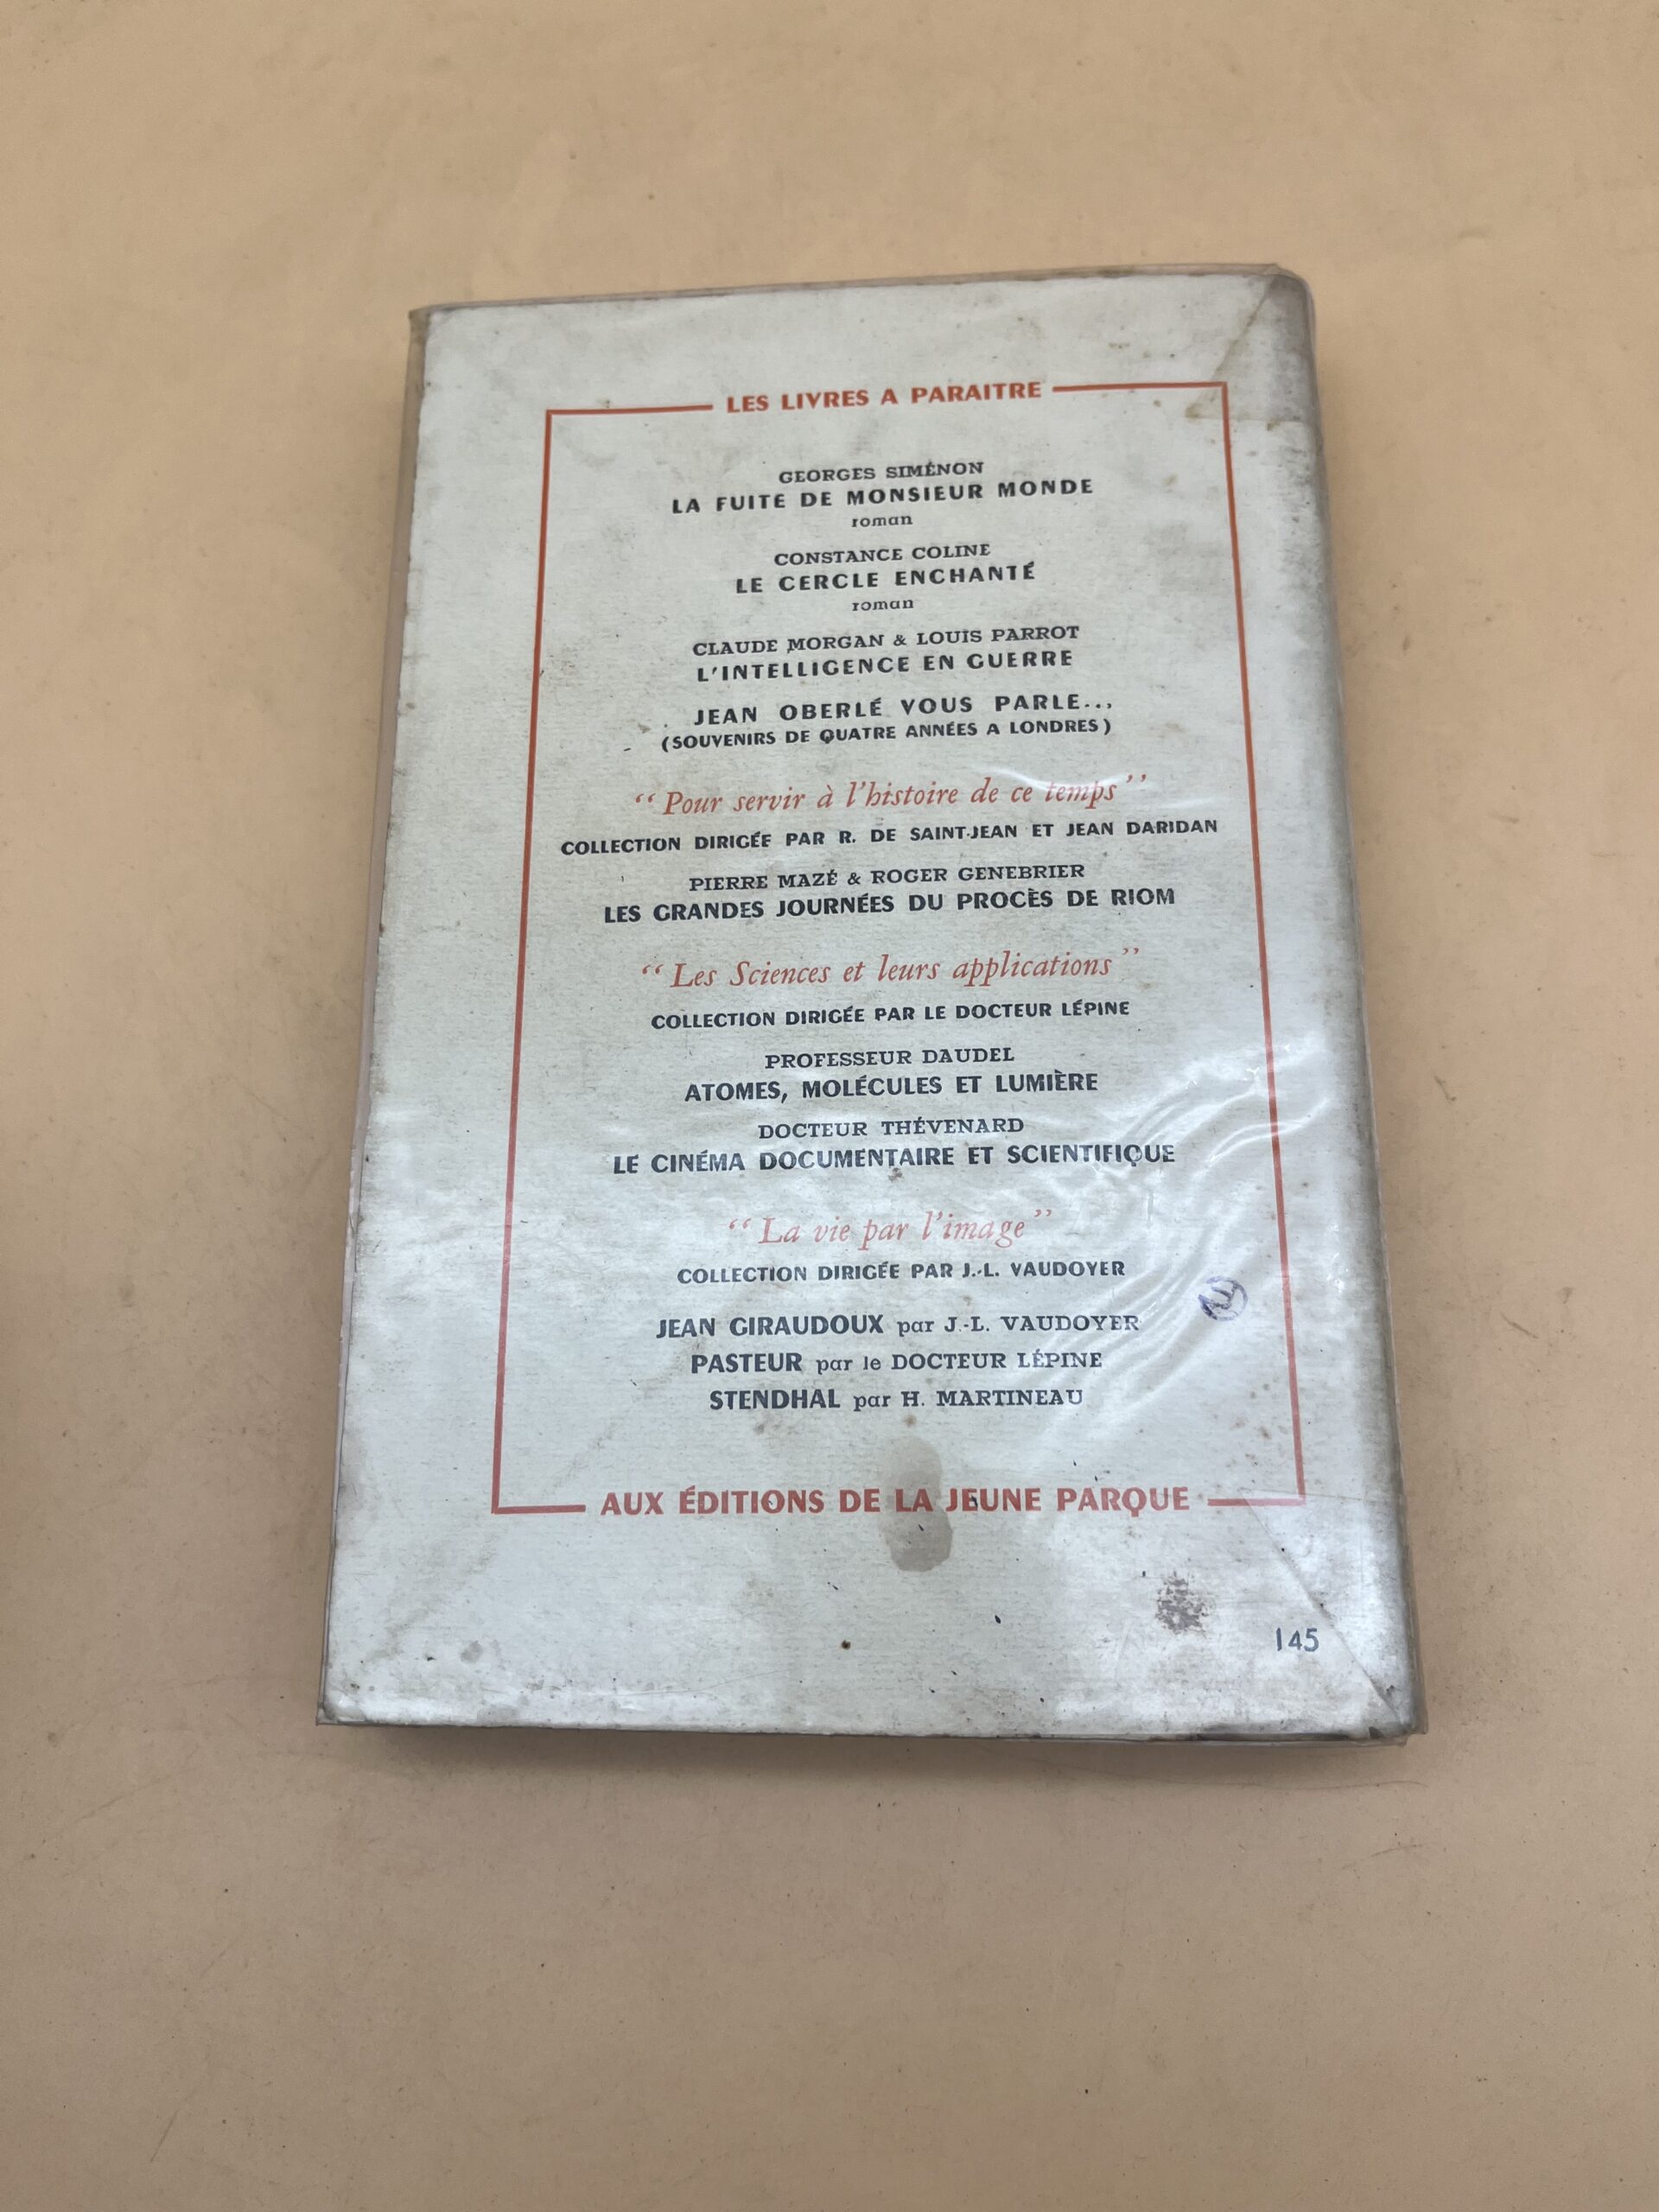 LES LIVRES A PARAITRE
GEORGES SIMÉNON
LA FUITE DE MONSIEUR MONDE
roman
CONSTANCE COLINE
LE CERCLE ENCHANTÉ
roman
CLAUDE MORGAN & LOUIS PARROT
L'INTELLIGENCE EN GUERRE
JEAN OBERLÉ VOUS PARLE...
(SOUVENIRS DE QUATRE ANNÉES A LONDRES)
“ Pour servir à l'histoire de ce temps ”
COLLECTION DIRIGÉE PAR R. DE SAINT-JEAN ET JEAN DARIDAN
PIERRE MAZÉ & ROGER GENEBRIER
LES GRANDES JOURNÉES DU PROCÈS DE RIOM
“ Les Sciences et leurs applications ”
COLLECTION DIRIGÉE PAR LE DOCTEUR LÉPINE
PROFESSEUR DAUDEL
ATOMES, MOLÉCULES ET LUMIÈRE
DOCTEUR THÉVENARD
LE CINÉMA DOCUMENTAIRE ET SCIENTIFIQUE
“ La vie par l'image ”
COLLECTION DIRIGÉE PAR J.-L. VAUDOYER
JEAN GIRAUDOUX par J.-L. VAUDOYER
PASTEUR par le DOCTEUR LÉPINE
STENDHAL par H. MARTINEAU
AUX ÉDITIONS DE LA JEUNE PARQUE
145